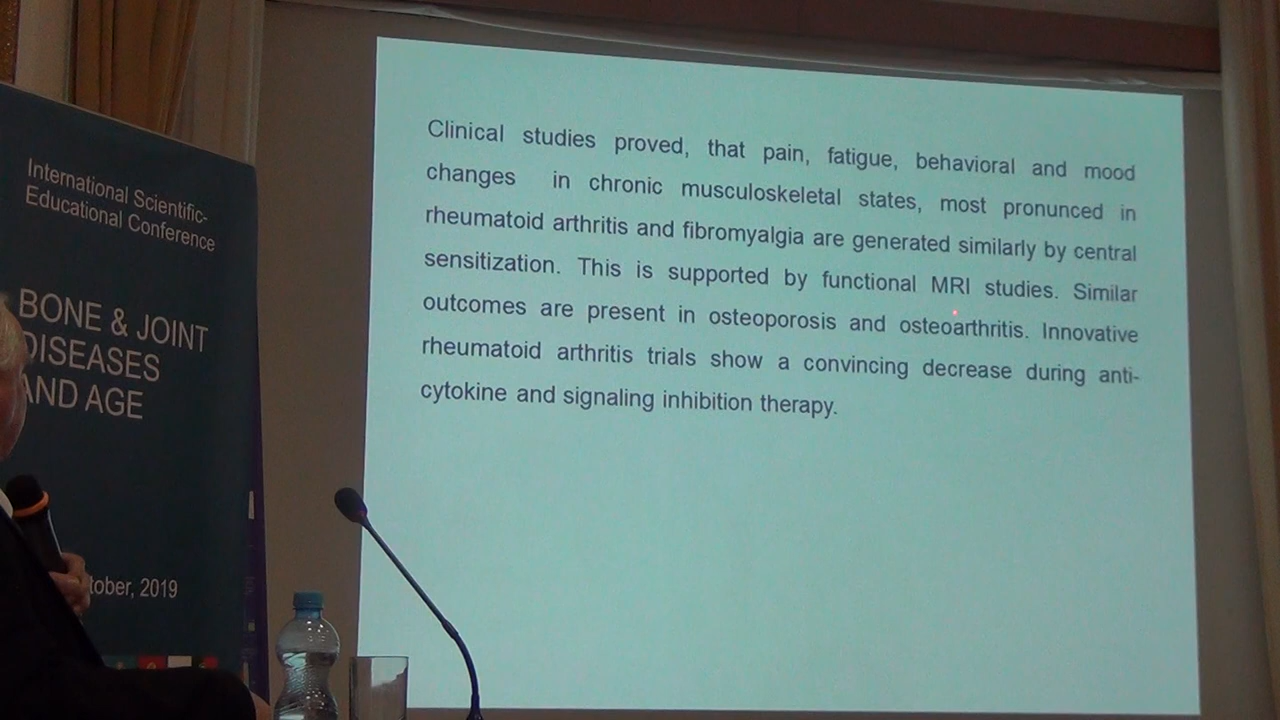 International Scientific-
Educational Conference
BONE & JOINT
DISEASES
AND AGE
tober, 2019
Clinical studies proved, that pain, fatigue, behavioral and mood
changes in chronic musculoskeletal states, most pronunced in
rheumatoid arthritis and fibromyalgia are generated similarly by central
sensitization. This is supported by functional MRI studies. Similar
outcomes are present in osteoporosis and osteoarthritis. Innovative
rheumatoid arthritis trials show a convincing decrease during anti-
cytokine and signaling inhibition therapy.